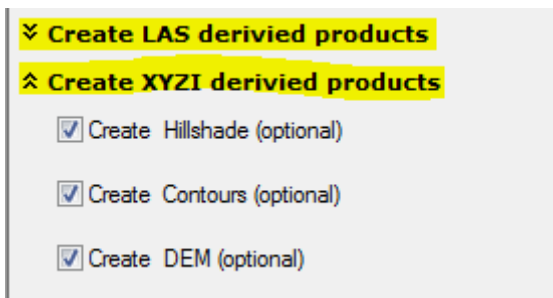 Create LAS derivied products
Create XYZI derivied products
Create Hillshade (optional)
Create Contours (optional)
Create DEM (optional)